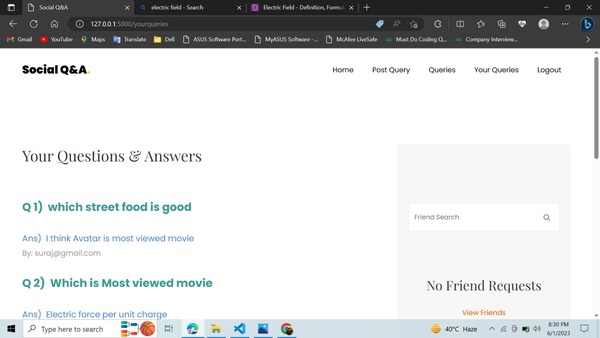 Social Q&A
electric field - Search
Electric Field - Definition, Formul
127.0.0.1:5000/yourqueries
Gmail
YouTube
Maps
Translate
Dell
ASUS Software Port...
MyASUS Software -...
McAfee LiveSafe
Must Do Coding Q...
Company Interview...
Social Q&A.
Home
Post Query
Queries
Your Queries
Logout
Your Questions & Answers
Q 1) which street food is good
Ans) I think Avatar is most viewed movie
By: suraj@gmail.com
Q 2) Which is Most viewed movie
Ans) Electric force per unit charge
Friend Search
No Friend Requests
View Friends
Type here to search
40°C Haze
8:30 PM
6/1/2023